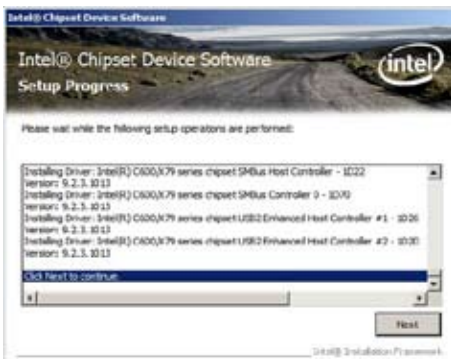 Intel® Chipset Device Software
Intel® Chipset Device Software
intel
Setup Progress
Please wait while the following setup operations are performed:
Installing Driver: Intel(R) C600/X79 series chipset SMBus Host Controller - 1D22
Version: 9.2.3.1013
Installing Driver: Intel(R) C600/X79 series chipset SMBus Controller 0 - 1D70
Version: 9.2.3.1013
Installing Driver: Intel(R) C600/X79 series chipset USB2 Enhanced Host Controller #1 - 1D26
Version: 9.2.3.1013
Installing Driver: Intel(R) C600/X79 series chipset USB2 Enhanced Host Controller #2 - 
Version: 9.2.3.1013
Click Next to continue.
Next
Intel® Installation Framework